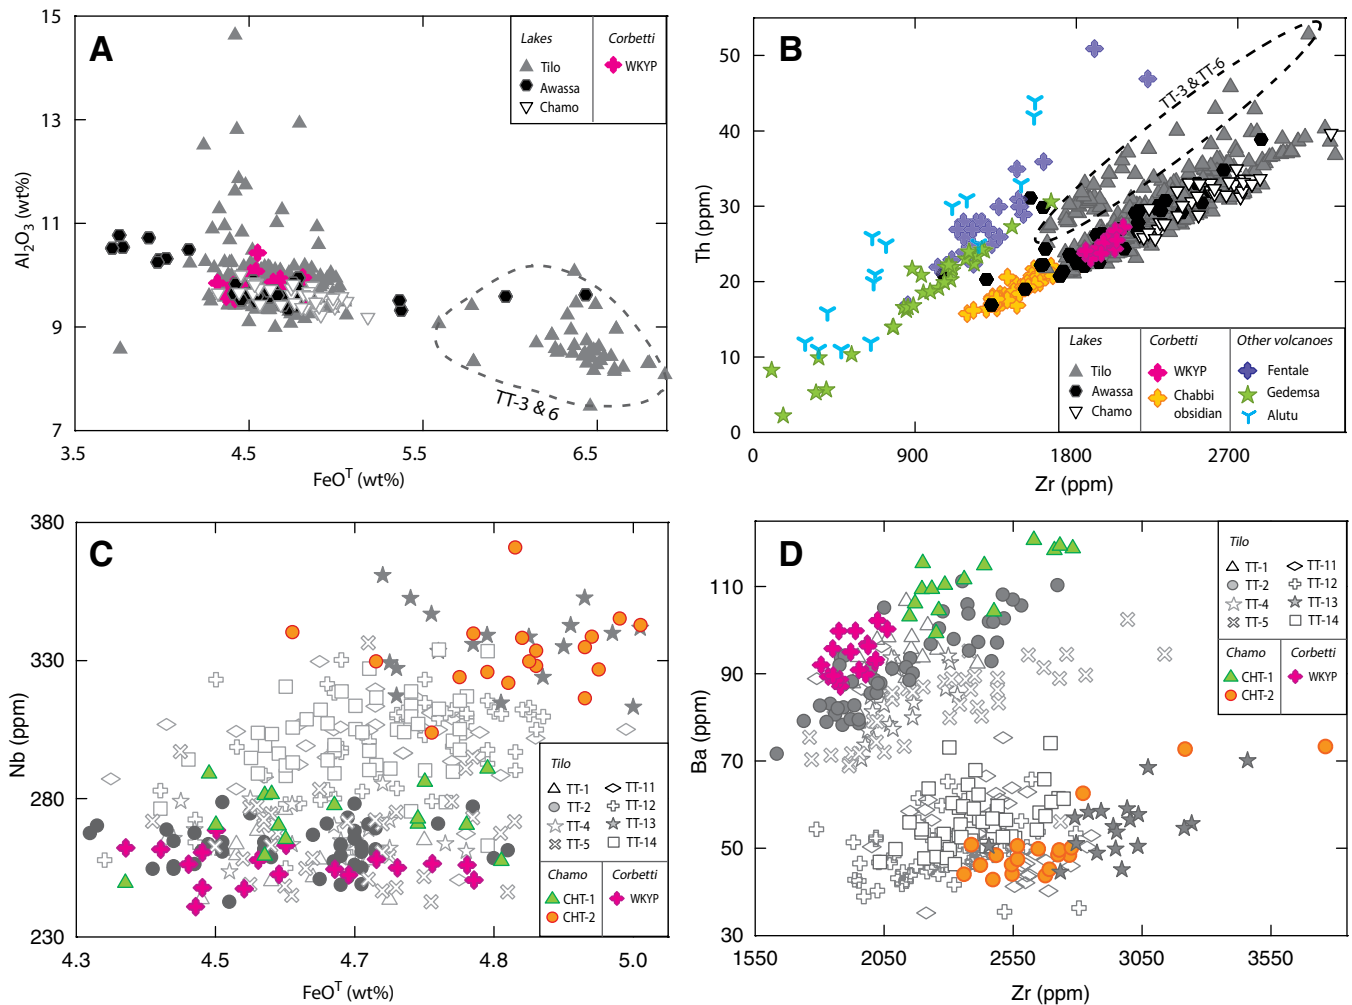 A
15
13
11
9
7
Al2O3 (wt%)
3.5 4.5 5.5 6.5
FeO^T (wt%)
Lakes Corbetti
Tilo WKYP
Awassa
Chamo
TT-3 & 6
B
50
40
30
20
10
0
Th (ppm)
0 900 1800 2700
Zr (ppm)
TT-3 & TT-6
Lakes Corbetti Other volcanoes
Tilo WKYP Fentale
Awassa Chabbi Gedemsa
Chamo obsidian Alutu
C
380
330
280
230
Nb (ppm)
4.3 4.5 4.7 4.8 5.0
FeO^T (wt%)
Tilo
TT-1 TT-11
TT-2 TT-12
TT-4 TT-13
TT-5 TT-14
Chamo Corbetti
CHT-1 WKYP
CHT-2
D
110
90
70
50
30
Ba (ppm)
1550 2050 2550 3050 3550
Zr (ppm)
Tilo
TT-1 TT-11
TT-2 TT-12
TT-4 TT-13
TT-5 TT-14
Chamo Corbetti
CHT-1 WKYP
CHT-2